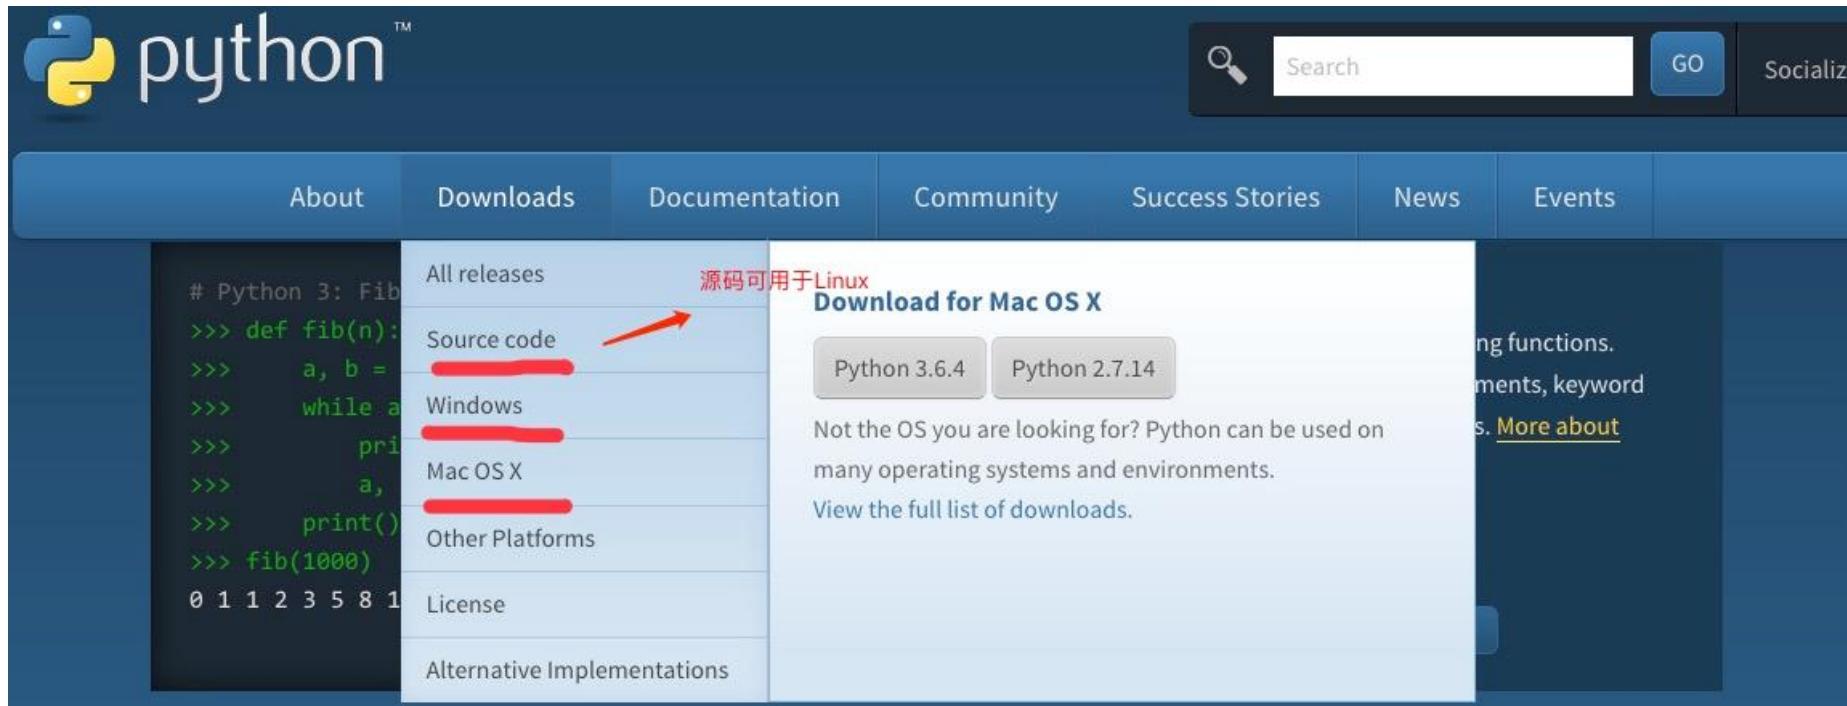 python™
Search
GO
Socializ
About
Downloads
Documentation
Community
Success Stories
News
Events
# Python 3: Fib
>>> def fib(n):
>>> a, b =
>>> while a
>>> pri
>>> a,
>>> print()
>>> fib(1000)
0 1 1 2 3 5 8 1
All releases
Source code
Windows
Mac OS X
Other Platforms
License
Alternative Implementations
源码可用于Linux
Download for Mac OS X
Python 3.6.4
Python 2.7.14
Not the OS you are looking for? Python can be used on
many operating systems and environments.
View the full list of downloads.
ng functions.
ments, keyword
s. More about